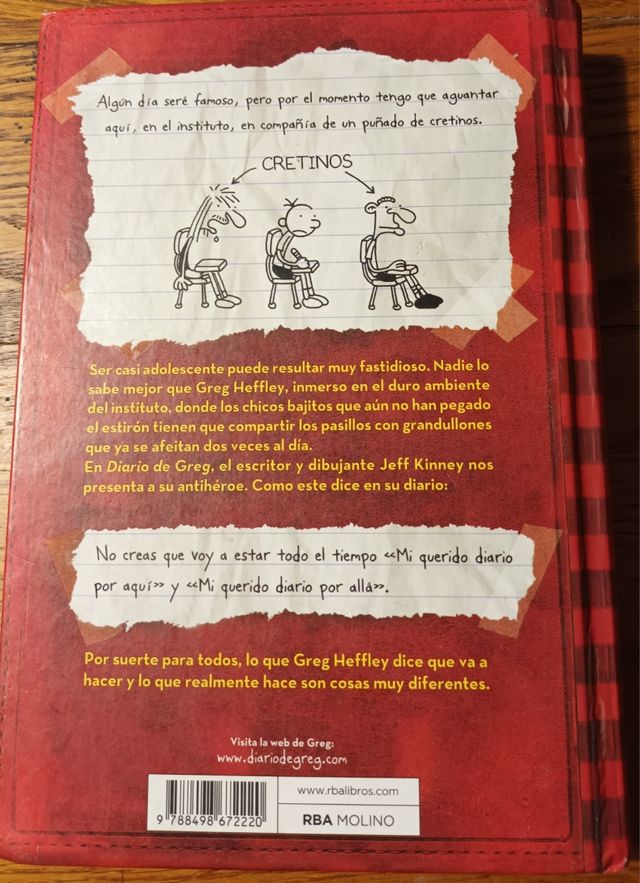 Algún día seré famoso, pero por el momento tengo que aguantar
aquí, en el instituto, en compañía de un puñado de cretinos.
CRETINOS
Ser casi adolescente puede resultar muy fastidioso. Nadie lo
sabe mejor que Greg Heffley, inmerso en el duro ambiente
del instituto, donde los chicos bajitos que aún no han pegado
el estirón tienen que compartir los pasillos con grandullones
que ya se afeitan dos veces al día.
En Diario de Greg, el escritor y dibujante Jeff Kinney nos
presenta a su antihéroe. Como este dice en su diario:
No creas que voy a estar todo el tiempo «Mi querido diario
por aquí» y «Mi querido diario por allá».
Por suerte para todos, lo que Greg Heffley dice que va a
hacer y lo que realmente hace son cosas muy diferentes.
Visita la web de Greg:
www.diariodegreg.com
www.rbalibros.com
RBA MOLINO
9 788498 672220